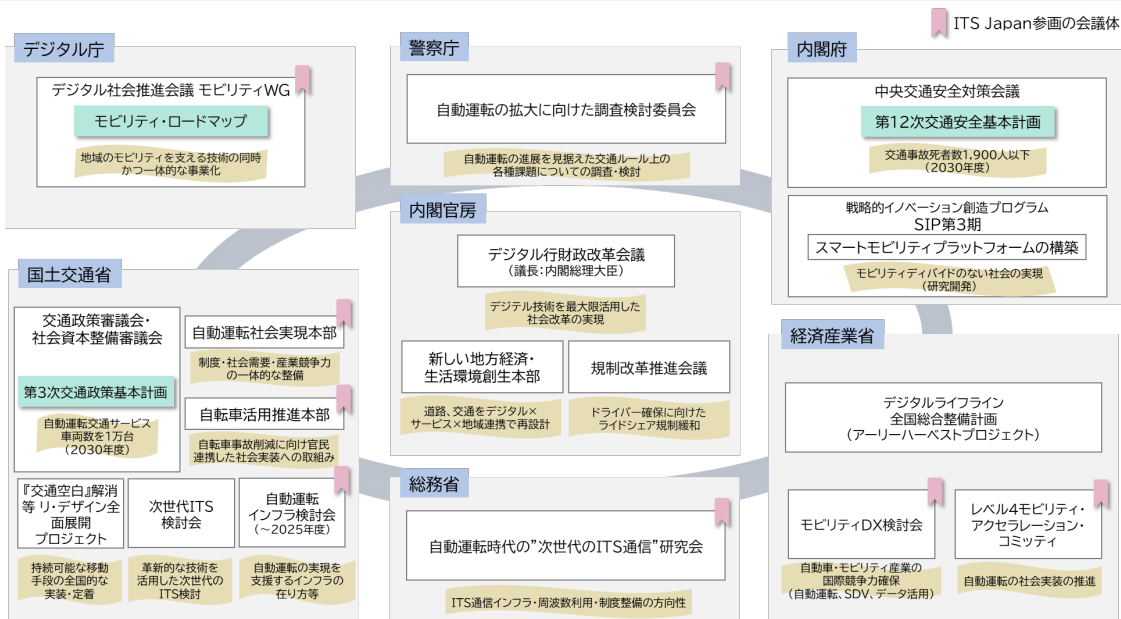 ITS Japan参画の会議体
デジタル庁
デジタル社会推進会議 モビリティWG
モビリティ・ロードマップ
地域のモビリティを支える技術の同時
かつ一体的な事業化
警察庁
自動運転の拡大に向けた調査検討委員会
自動運転の進展を見据えた交通ルール上の
各種課題についての調査・検討
内閣府
中央交通安全対策会議
第12次交通安全基本計画
交通事故死者数1,900人以下
(2030年度)
戦略的イノベーション創造プログラム
SIP第3期
スマートモビリティプラットフォームの構築
モビリティディバイドのない社会の実現
(研究開発)
内閣官房
デジタル行財政改革会議
(議長:内閣総理大臣)
デジテル技術を最大限活用した
社会改革の実現
新しい地方経済・
生活環境創生本部
道路、交通をデジタル×
サービス×地域連携で再設計
規制改革推進会議
ドライバー確保に向けた
ライドシェア規制緩和
国土交通省
交通政策審議会・
社会資本整備審議会
第3次交通政策基本計画
自動運転交通サービス
車両数を1万台
(2030年度)
自動運転社会実現本部
制度・社会需要・産業競争力
の一体的な整備
自転車活用推進本部
自転車事故削減に向け官民
連携した社会実装への取組み
『交通空白』解消
等 リ・デザイン全
面展開
プロジェクト
持続可能な移動
手段の全国的な
実装・定着
次世代ITS
検討会
革新的な技術を
活用した次世代の
ITS検討
自動運転
インフラ検討会
(~2025年度)
自動運転の実現を
支援するインフラの
在り方等
総務省
自動運転時代の"次世代のITS通信"研究会
ITS通信インフラ・周波数利用・制度整備の方向性
経済産業省
デジタルライフライン
全国総合整備計画
(アーリーハーベストプロジェクト)
モビリティDX検討会
自動車・モビリティ産業の
国際競争力確保
(自動運転、SDV、データ活用)
レベル4モビリティ・
アクセラレーション・
コミッティ
自動運転の社会実装の推進